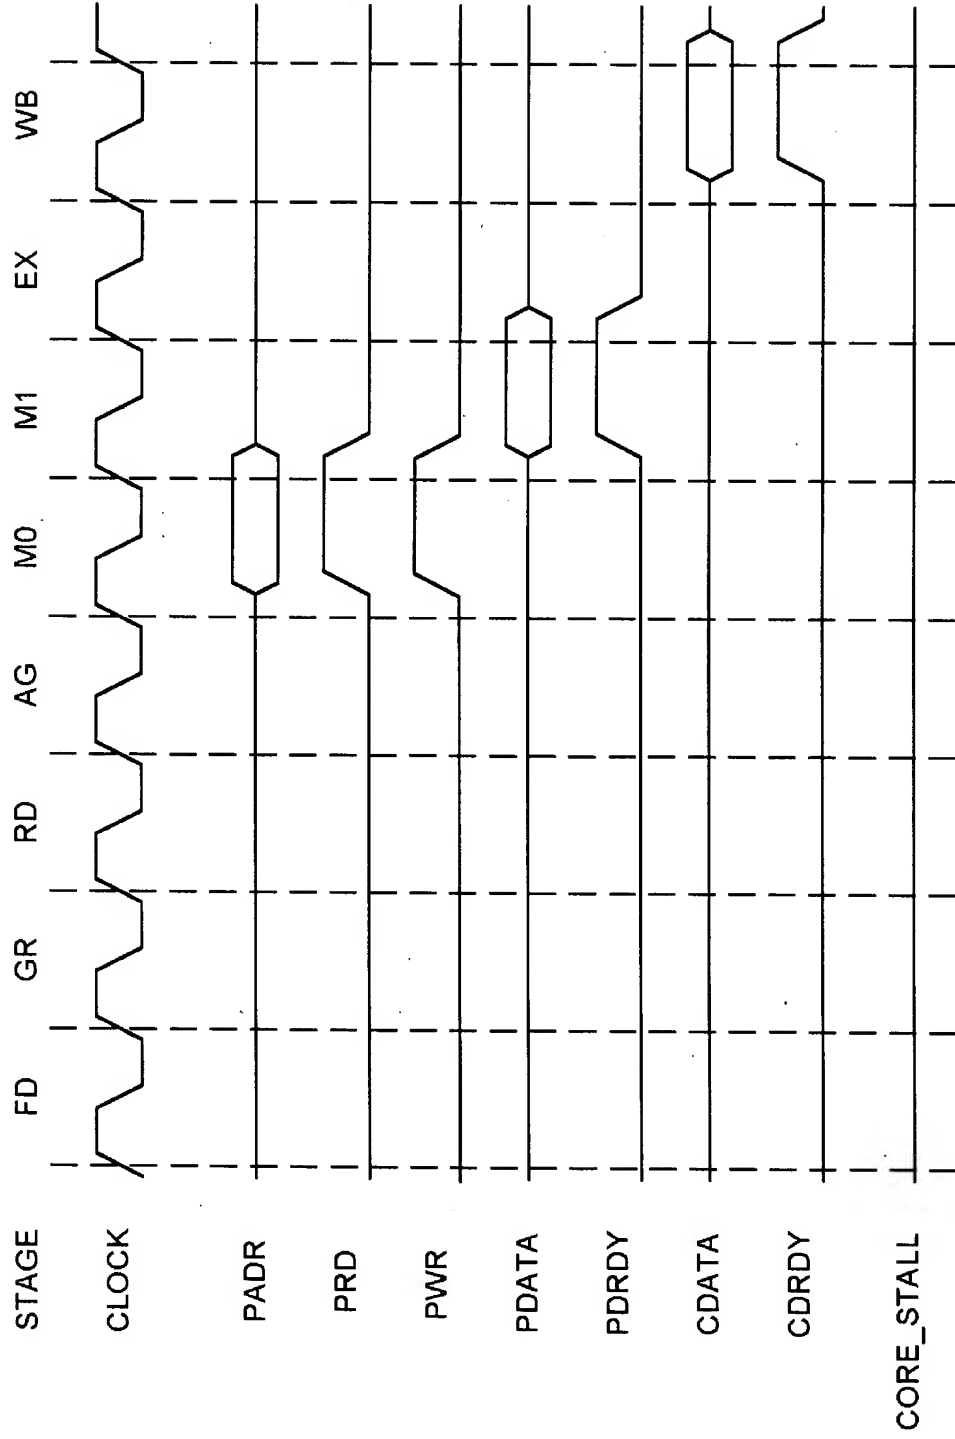 STAGE FD GR RD AG M0 M1 EX WB
CLOCK
PADR
PRD
PWR
PDATA
PDRDY
CDATA
CDRDY
CORE_STALL